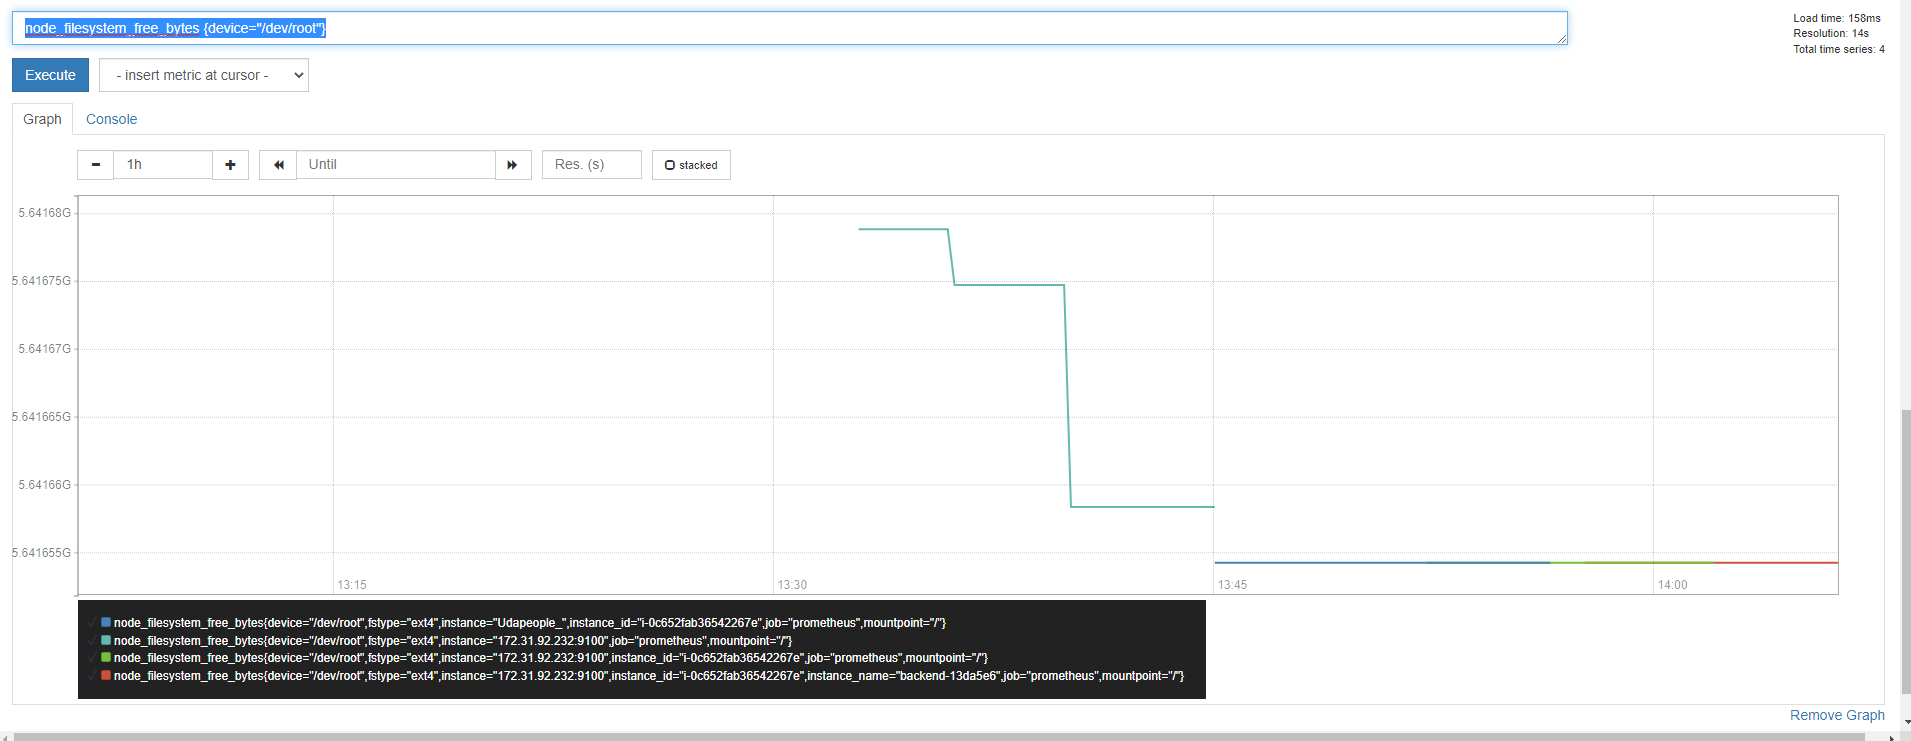 node_filesystem_free_bytes {device="/dev/root"}
Load time: 158ms
Resolution: 14s
Total time series: 4
Execute
- insert metric at cursor -
Graph
Console
1h
Until
Res. (s)
stacked
5.64168G
5.641675G
5.64167G
5.641665G
5.64166G
5.641655G
13:15
13:30
13:45
14:00
node_filesystem_free_bytes{device="/dev/root",fstype="ext4",instance="Udapeople_",instance_id="i-0c652fab36542267e",job="prometheus",mountpoint="/"}
node_filesystem_free_bytes{device="/dev/root",fstype="ext4",instance="172.31.92.232:9100",job="prometheus",mountpoint="/"}
node_filesystem_free_bytes{device="/dev/root",fstype="ext4",instance="172.31.92.232:9100",instance_id="i-0c652fab36542267e",job="prometheus",mountpoint="/"}
node_filesystem_free_bytes{device="/dev/root",fstype="ext4",instance="172.31.92.232:9100",instance_id="i-0c652fab36542267e",instance_name="backend-13da5e6",job="prometheus",mountpoint="/"}
Remove Graph